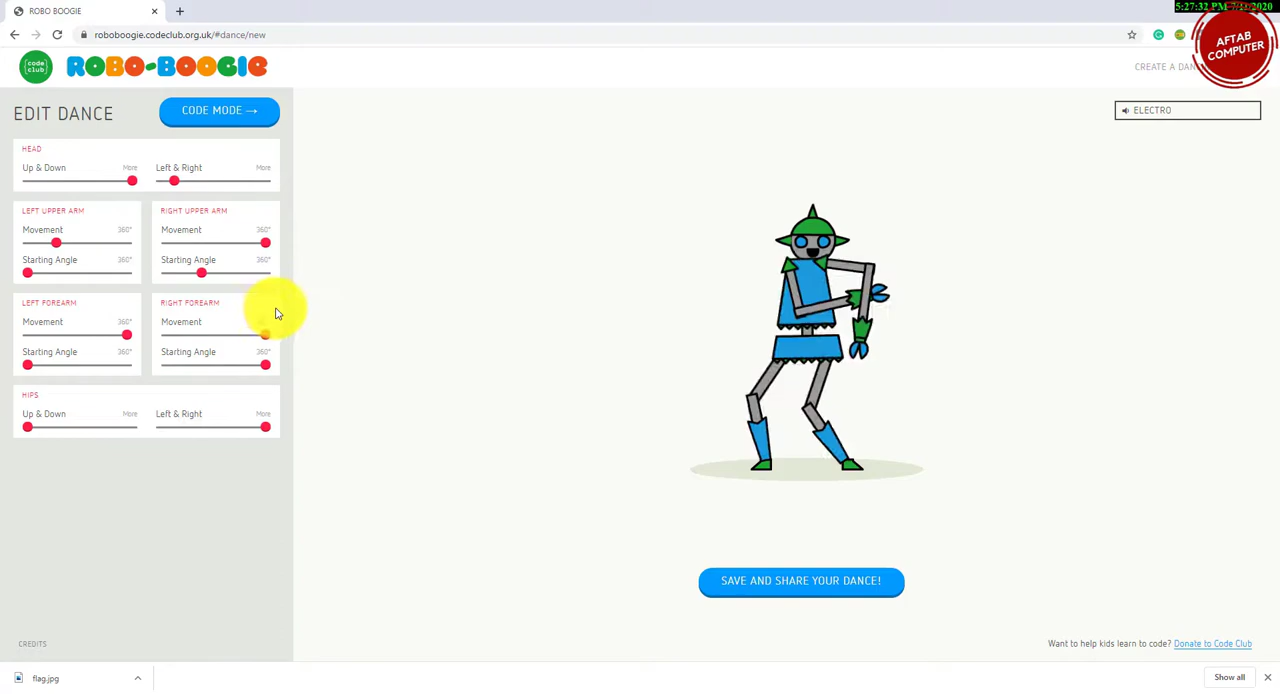 ROBO BOOGIE
5:27:32 PM
2020
roboboogie.codeclub.org.uk/#dance/new
AFTAB
COMPUTER
code
club
ROBO-BOOGIE
CREATE A
EDIT DANCE
CODE MODE →
ELECTRO
HEAD
Up & Down More Left & Right More
LEFT UPPER ARM RIGHT UPPER ARM
Movement 360° Movement 360°
Starting Angle 360° Starting Angle 360°
LEFT FOREARM RIGHT FOREARM
Movement 360° Movement
Starting Angle 360° Starting Angle 360°
HIPS
Up & Down More Left & Right More
SAVE AND SHARE YOUR DANCE!
CREDITS
Want to help kids learn to code? Donate to Code Club
flag.jpg
Show all